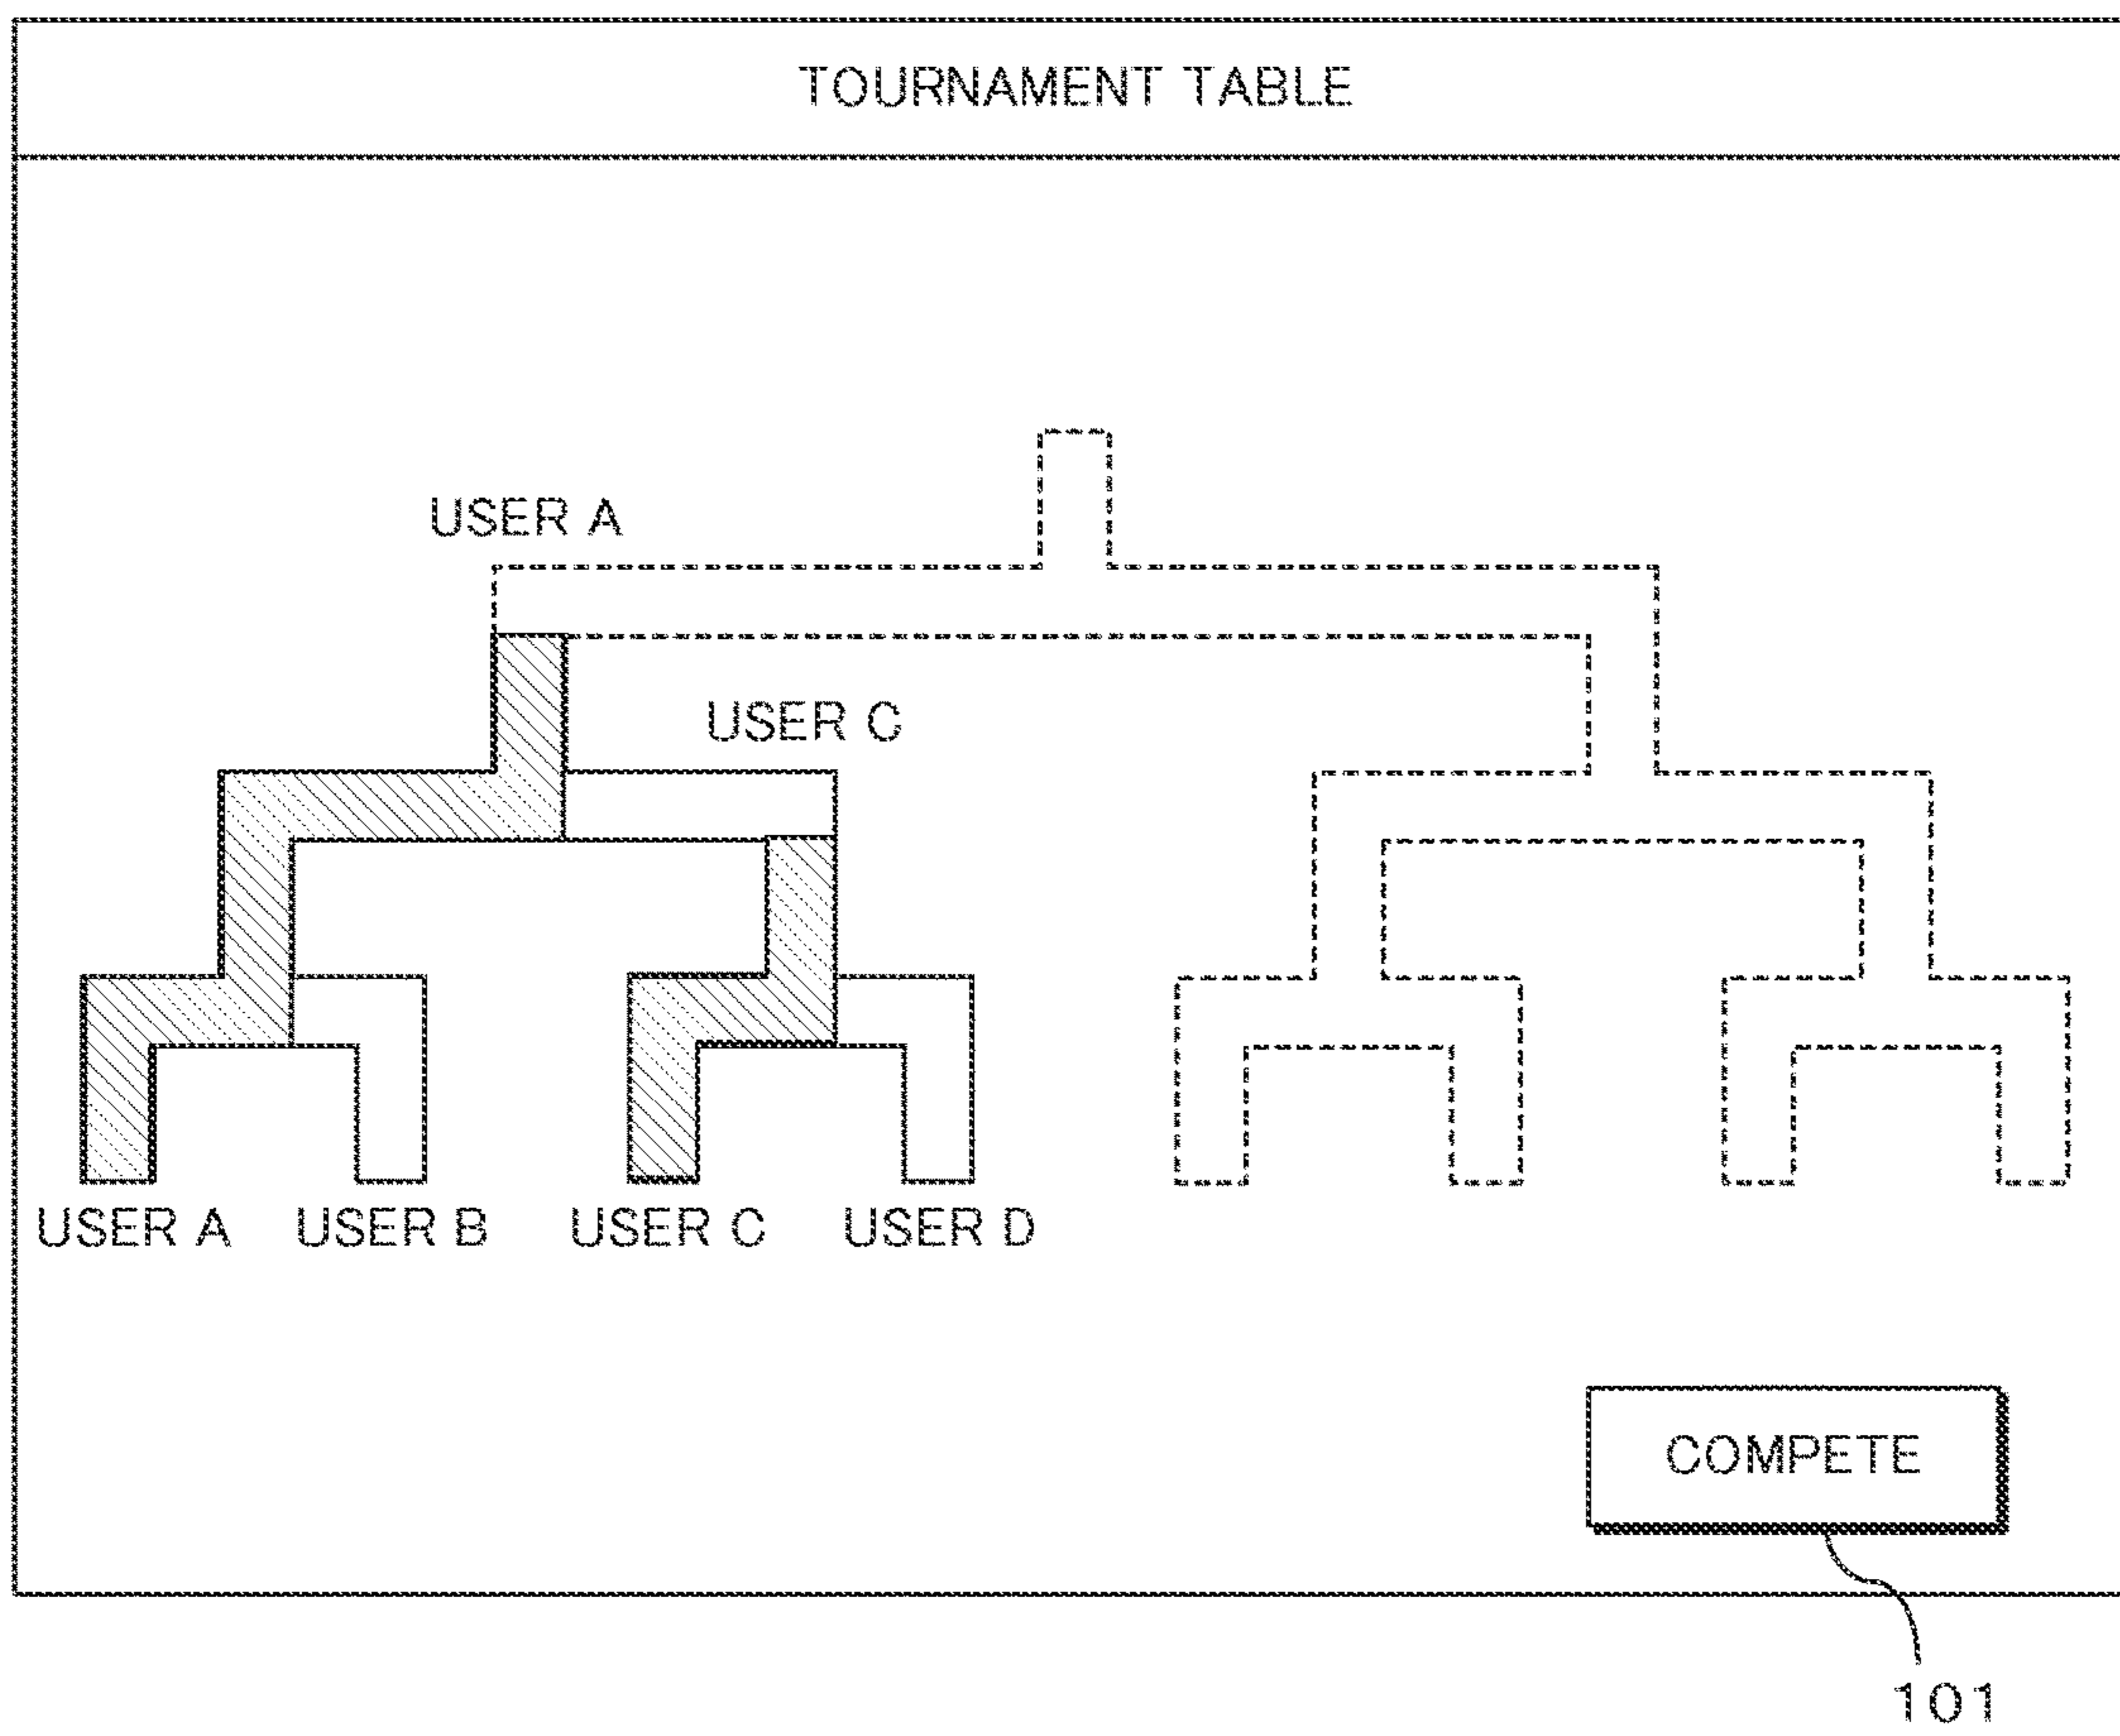 TOURNAMENT TABLE
USER A
USER C
USER A USER B USER C USER D
COMPETE
101